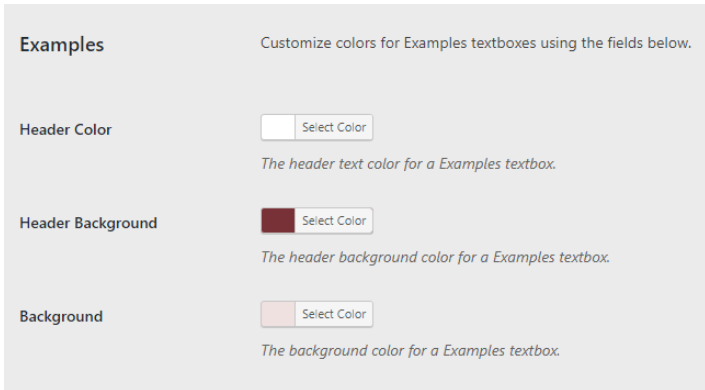 Examples
Customize colors for Examples textboxes using the fields below.
Header Color
Select Color
The header text color for a Examples textbox.
Header Background
Select Color
The header background color for a Examples textbox.
Background
Select Color
The background color for a Examples textbox.